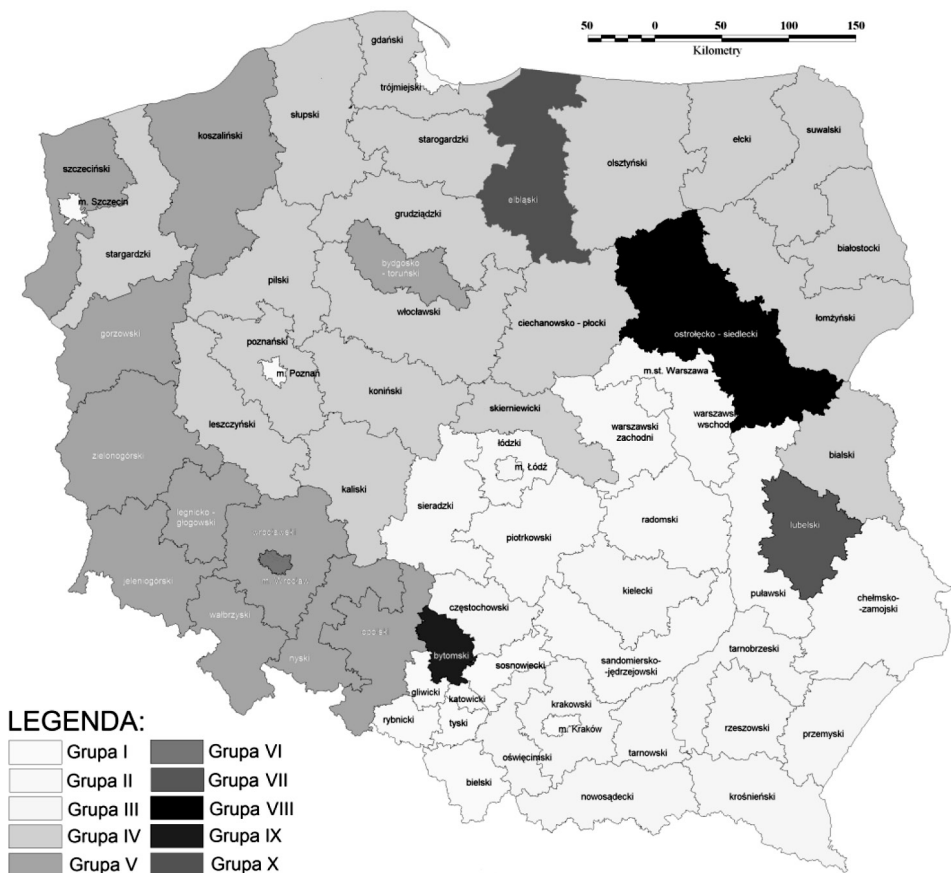 50 0 50 100 150
Kilometry
gdański
trójmiejski
słupski
koszaliński
starogardzki
elbląski
olsztyński
ełcki
suwalski
szczeciński
m. Szczecin
stargardzki
grudziądzki
bydgosko
- toruński
białostocki
pilski
włocławski
ciechanowsko - płocki
ostrołęcko - siedlecki
łomżyński
gorzowski
poznański
m. Poznań
m.st. Warszawa
koniński
skierniewicki
warszawski
zachodni
warszawski
wschodni
leszczyński
łódzki
m. Łódź
bialski
zielonogórski
kaliski
sieradzki
legnicko -
głogowski
radomski
lubelski
wrocławski
piotrkowski
m. Wrocław
jeleniogórski
kielecki
puławski
chełmsko-
-zamojski
wałbrzyski
opolski
częstochowski
nyski
bytomski
tarnobrzeski
sosnowiecki
sandomiersko-
-jędrzejowski
gliwicki
katowicki
krakowski
rybnicki
tyski
m. Kraków
rzeszowski
przemyski
oświęcimski
tarnowski
bielski
nowosądecki
krośnieński
LEGENDA:
Grupa I
Grupa II
Grupa III
Grupa IV
Grupa V
Grupa VI
Grupa VII
Grupa VIII
Grupa IX
Grupa X